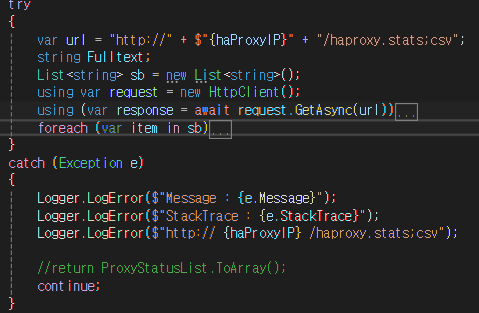 try
{
var url = "http://" + $"{haProxyIP}" + "/haproxy.stats;csv";
string Fulltext;
List<string> sb = new List<string>();
using var request = new HttpClient();
using (var response = await request.GetAsync(url))...
foreach (var item in sb)...
}
catch (Exception e)
{
Logger.LogError($"Message : {e.Message}");
Logger.LogError($"StackTrace : {e.StackTrace}");
Logger.LogError($"http:// {haProxyIP} /haproxy.stats;csv");
//return ProxyStatusList.ToArray();
continue;
}